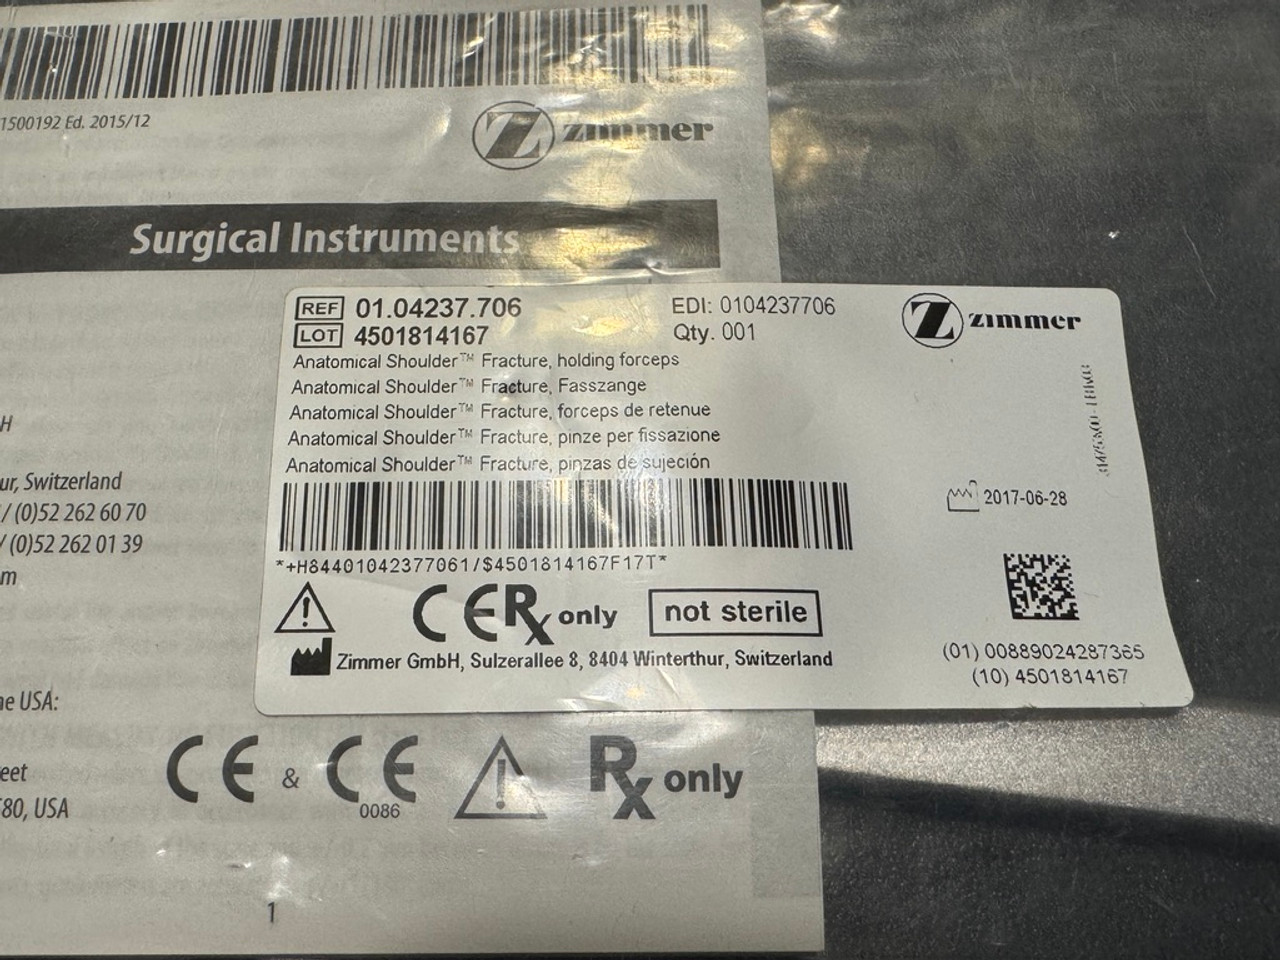 1500192 Ed. 2015/12
Z zimmer
Surgical Instruments
REF 01.04237.706
EDI: 0104237706
Z zimmer
LOT 4501814167
Qty. 001
Anatomical Shoulder™ Fracture, holding forceps
Anatomical Shoulder™ Fracture, Fasszange
Anatomical Shoulder™ Fracture, forceps de retenue
Anatomical Shoulder™ Fracture, pinze per fissazione
Anatomical Shoulder™ Fracture, pinzas de sujeción
2017-06-28
*+H84401042377061/$4501814167F17T*
CE Rx only
not sterile
Zimmer GmbH, Sulzerallee 8, 8404 Winterthur, Switzerland
(01) 00889024287365
(10) 4501814167
H
ur, Switzerland
/ (0)52 262 60 70
/ (0)52 262 01 39
m
he USA:
reet
580, USA
CE & CE 0086 Rx only
1